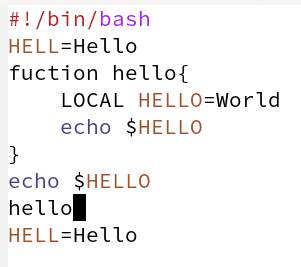 #!/bin/bash
HELL=Hello
fuction hello{
    LOCAL HELLO=World
    echo $HELLO
}
echo $HELLO
hello
HELL=Hello